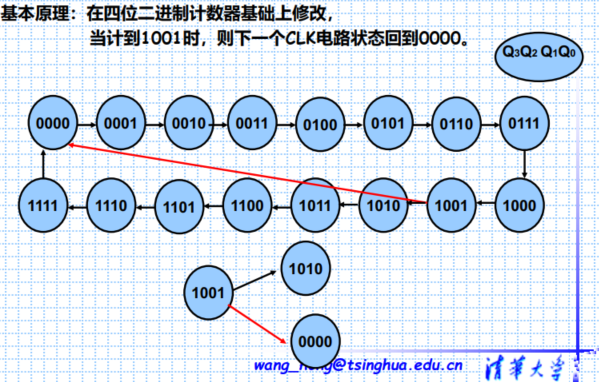 基本原理：在四位二进制计数器基础上修改，
当计到1001时，则下一个CLK电路状态回到0000。
Q3Q2 Q1Q0
0000 0001 0010 0011 0100 0101 0110 0111
1111 1110 1101 1100 1011 1010 1001 1000
1010
1001
0000
wang_hong@tsinghua.edu.cn
清华大学